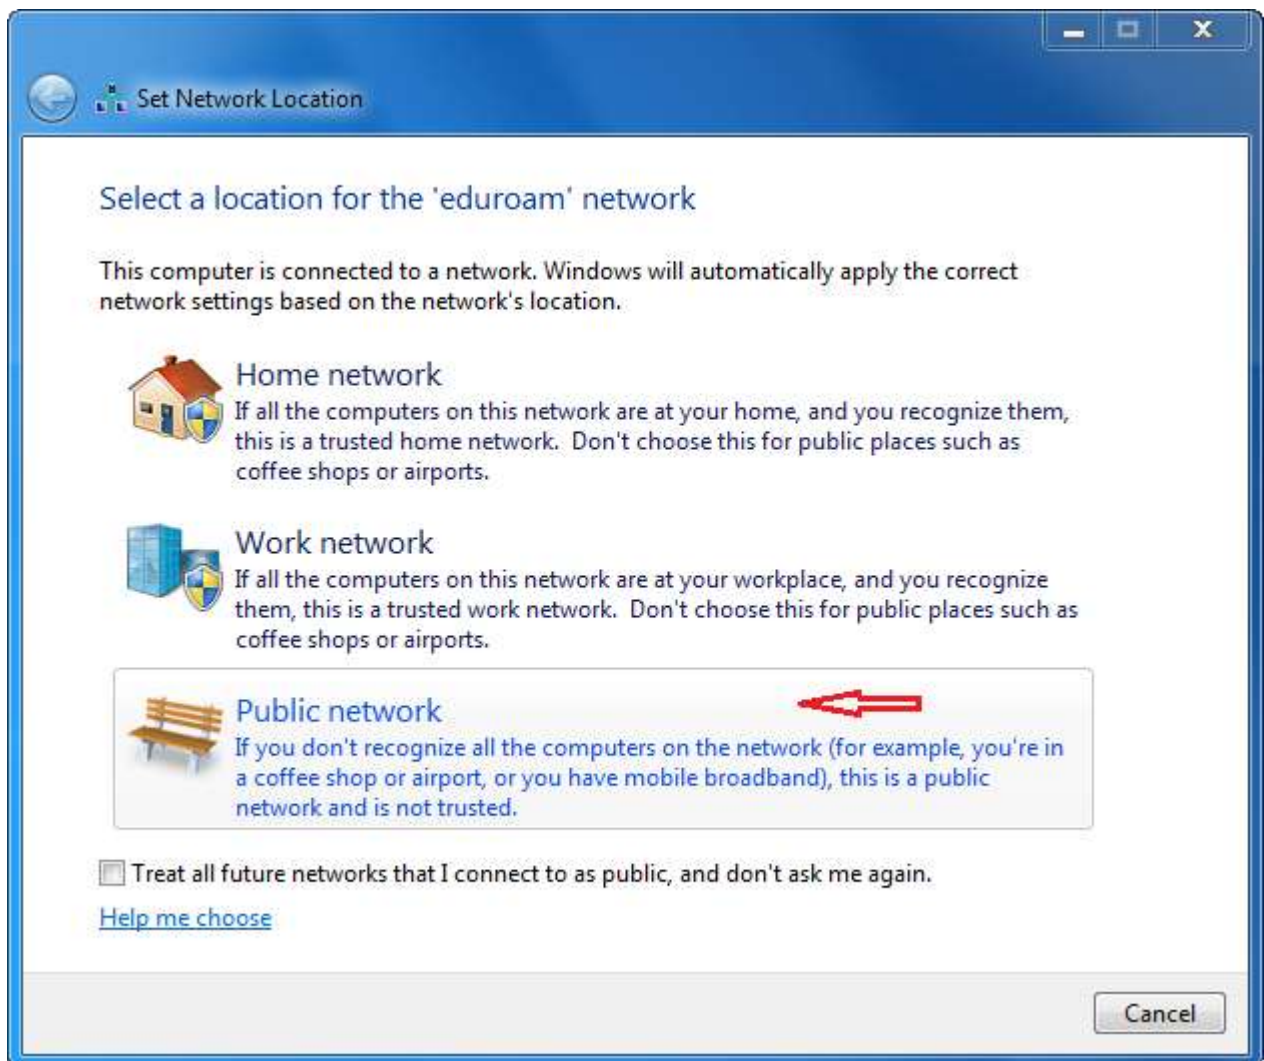 Set Network Location
Select a location for the 'eduroam' network
This computer is connected to a network. Windows will automatically apply the correct
network settings based on the network's location.
Home network
If all the computers on this network are at your home, and you recognize them,
this is a trusted home network.  Don't choose this for public places such as
coffee shops or airports.
Work network
If all the computers on this network are at your workplace, and you recognize
them, this is a trusted work network.  Don't choose this for public places such as
coffee shops or airports.
Public network
If you don't recognize all the computers on the network (for example, you're in
a coffee shop or airport, or you have mobile broadband), this is a public
network and is not trusted.
Treat all future networks that I connect to as public, and don't ask me again.
Help me choose
Cancel